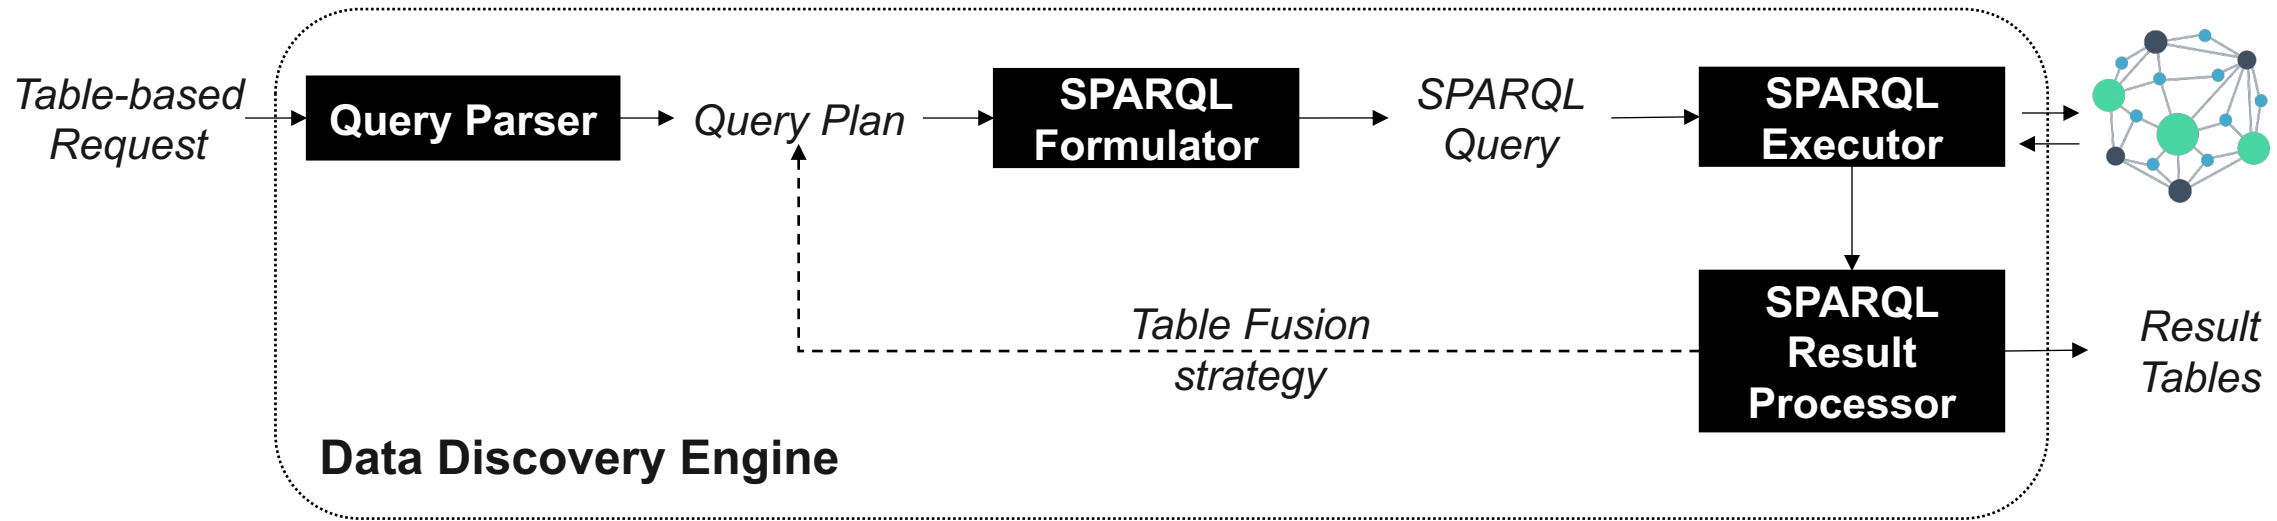 Table-based
Request
Query Parser
Query Plan
SPARQL
Formulator
SPARQL
Query
SPARQL
Executor
Table Fusion
strategy
SPARQL
Result
Processor
Result
Tables
Data Discovery Engine